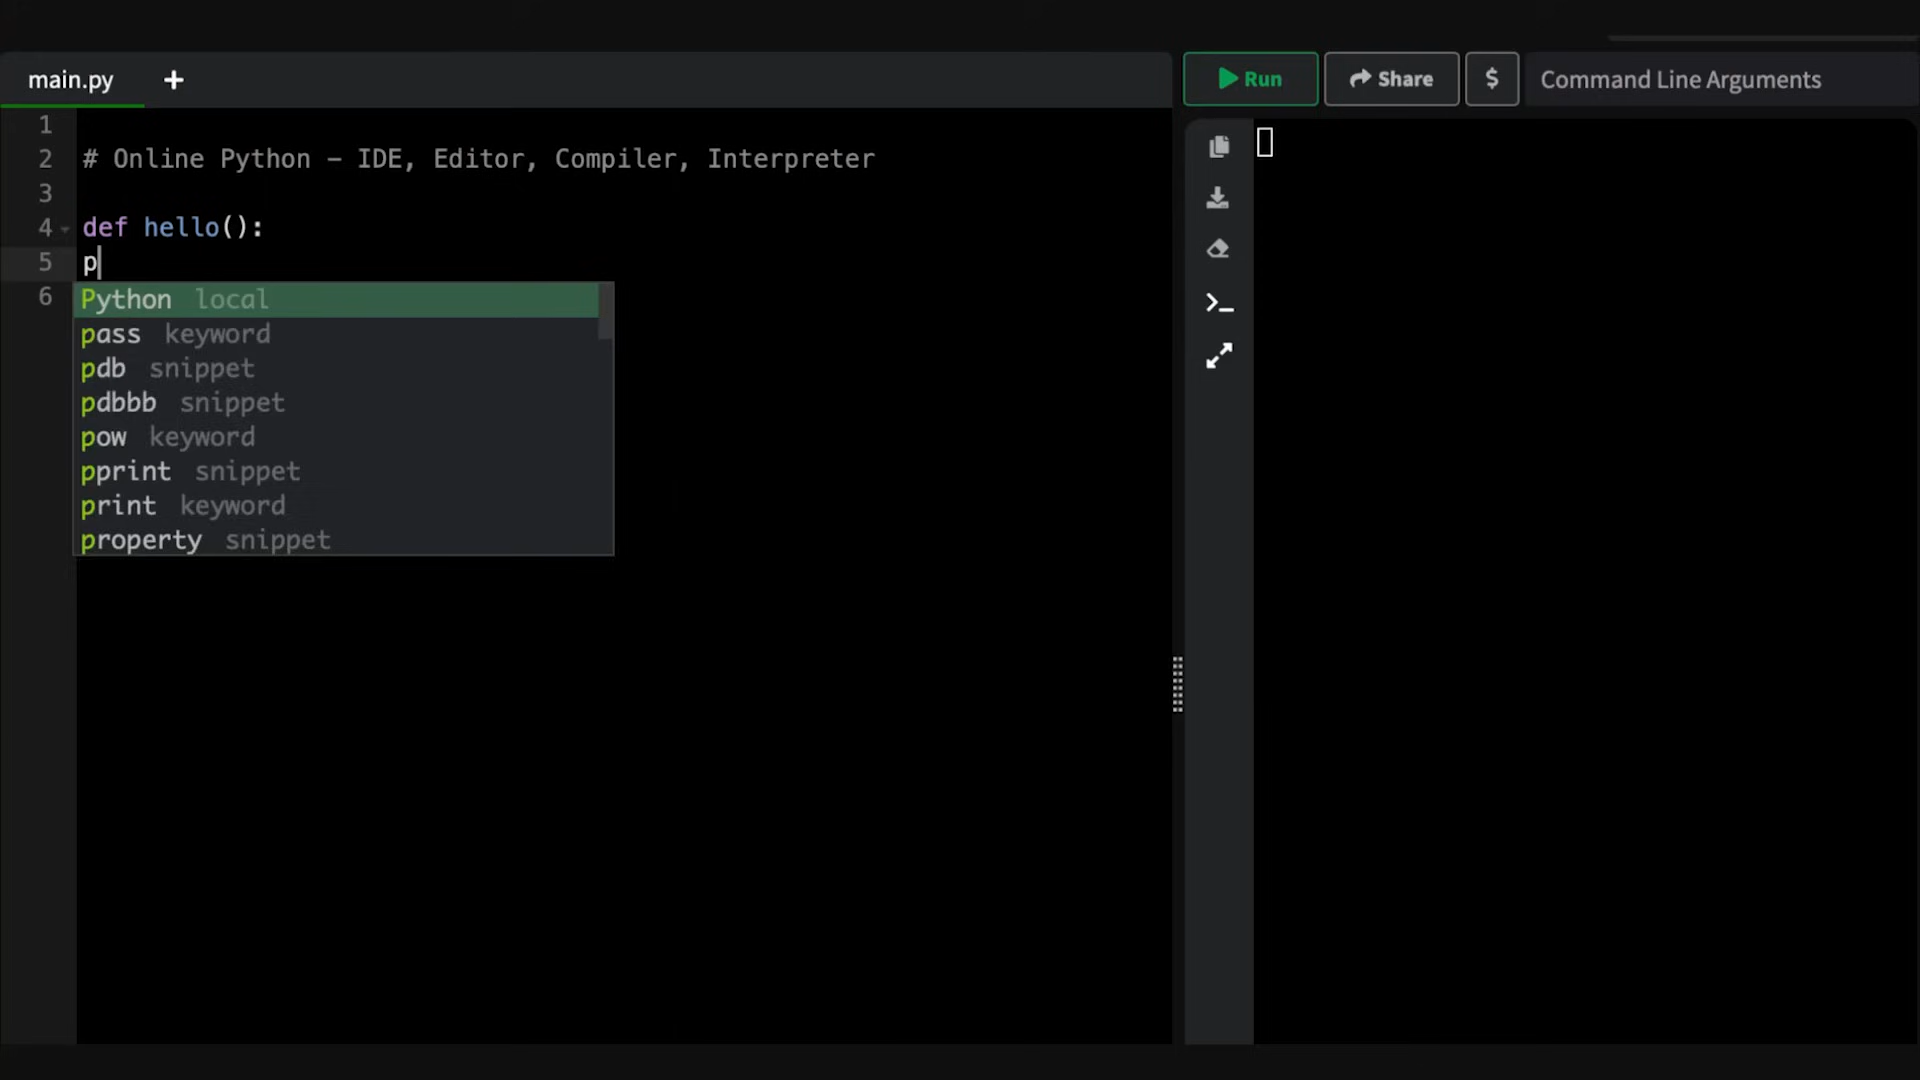 main.py +
Run Share $ Command Line Arguments
1
2 # Online Python - IDE, Editor, Compiler, Interpreter
3
4 def hello():
5 p
6
Python local
pass keyword
pdb snippet
pdbbb snippet
pow keyword
pprint snippet
print keyword
property snippet
>_